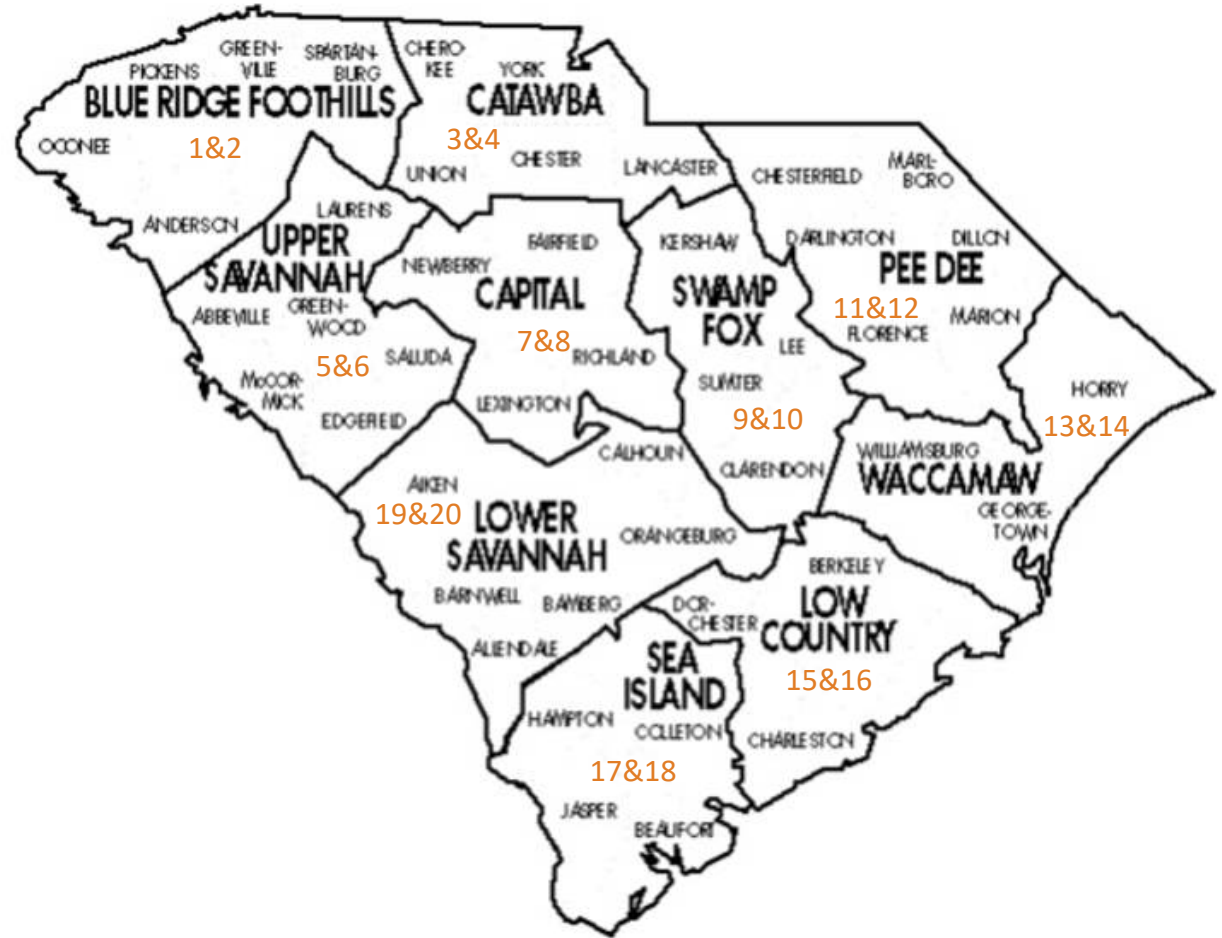 CHERO-
KEE
GREEN-
VILLE
SPARTAN-
BURG
PICKENS
YORK
BLUE RIDGE FOOTHILLS
CATAWBA
OCONEE
1&2
3&4
UNION
CHESTER
LANCASTER
ANDERSON
CHESTERFIELD
MARL-
BORO
LAURENS
UPPER
SAVANNAH
NEWBERRY
FAIRFIELD
CAPITAL
KERSHAW
SWAMP
FOX
DARLINGTON
DILLON
PEE DEE
ABBEVILLE
GREEN-
WOOD
5&6
SALUDA
7&8
RICHLAND
LEE
11&12
FLORENCE
MARION
McCOR-
MICK
EDGEFIELD
LEXINGTON
SUMTER
9&10
HORRY
13&14
CALHOUN
CLARENDON
WILLIAMSBURG
WACCAMAW
GEORGE-
TOWN
AIKEN
19&20
LOWER
SAVANNAH
ORANGEBURG
BARNWELL
BAMBERG
ALLENDALE
BERKELEY
DOR-
CHESTER
LOW
COUNTRY
15&16
CHARLESTON
SEA
ISLAND
HAMPTON
COLLETON
17&18
JASPER
BEAUFORT